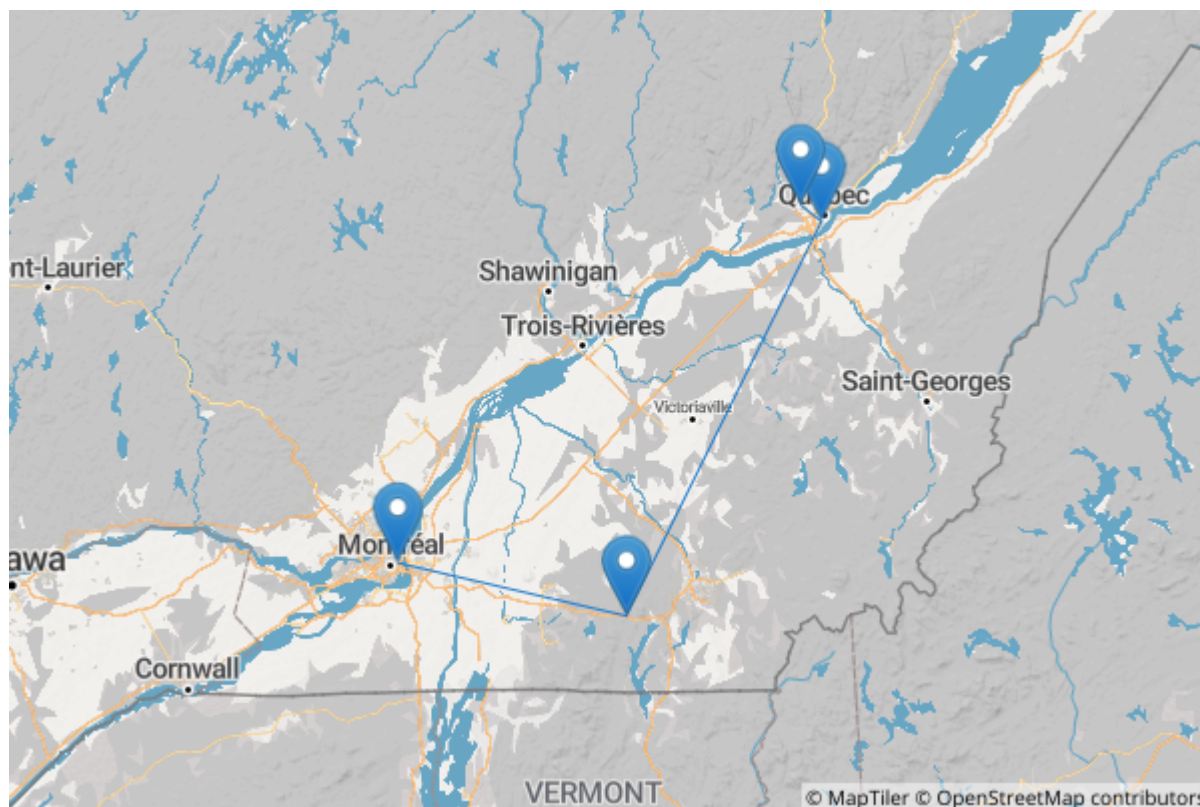 Québec
nt-Laurier
Shawinigan
Trois-Rivières
Saint-Georges
Victoriaville
Montréal
awa
Cornwall
VERMONT
© MapTiler © OpenStreetMap contributor